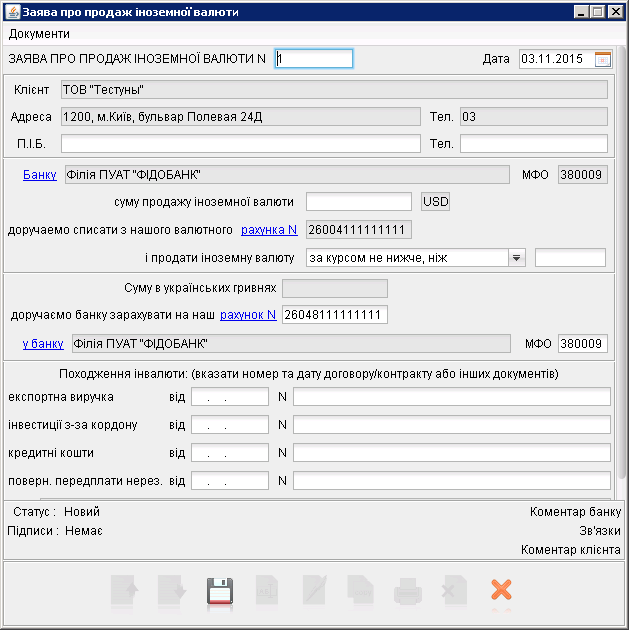 Заява про продаж іноземної валюти
Документи
ЗАЯВА ПРО ПРОДАЖ ІНОЗЕМНОЇ ВАЛЮТИ N 1 Дата 03.11.2015
Клієнт ТОВ "Тестуны"
Адреса 1200, м.Київ, бульвар Полевая 24Д Тел. 03
П.І.Б. Тел.
Банку Філія ПУАТ "ФІДОБАНК" МФО 380009
суму продажу іноземної валюти USD
доручаемо списати з нашого валютного рахунка N 26004111111111
і продати іноземну валюту за курсом не нижче, ніж
Суму в українських гривнях
доручаємо банку зарахувати на наш рахунок N 26048111111111
у банку Філія ПУАТ "ФІДОБАНК" МФО 380009
Походження інвалюти: (вказати номер та дату договору/контракту або інших документів)
експортна виручка від . . N
інвестиції з-за кордону від . . N
кредитні кошти від . . N
поверн. передплати нерез. від . . N
Статус : Новий Коментар банку
Підписи : Немає Зв'язки
Коментар клієнта